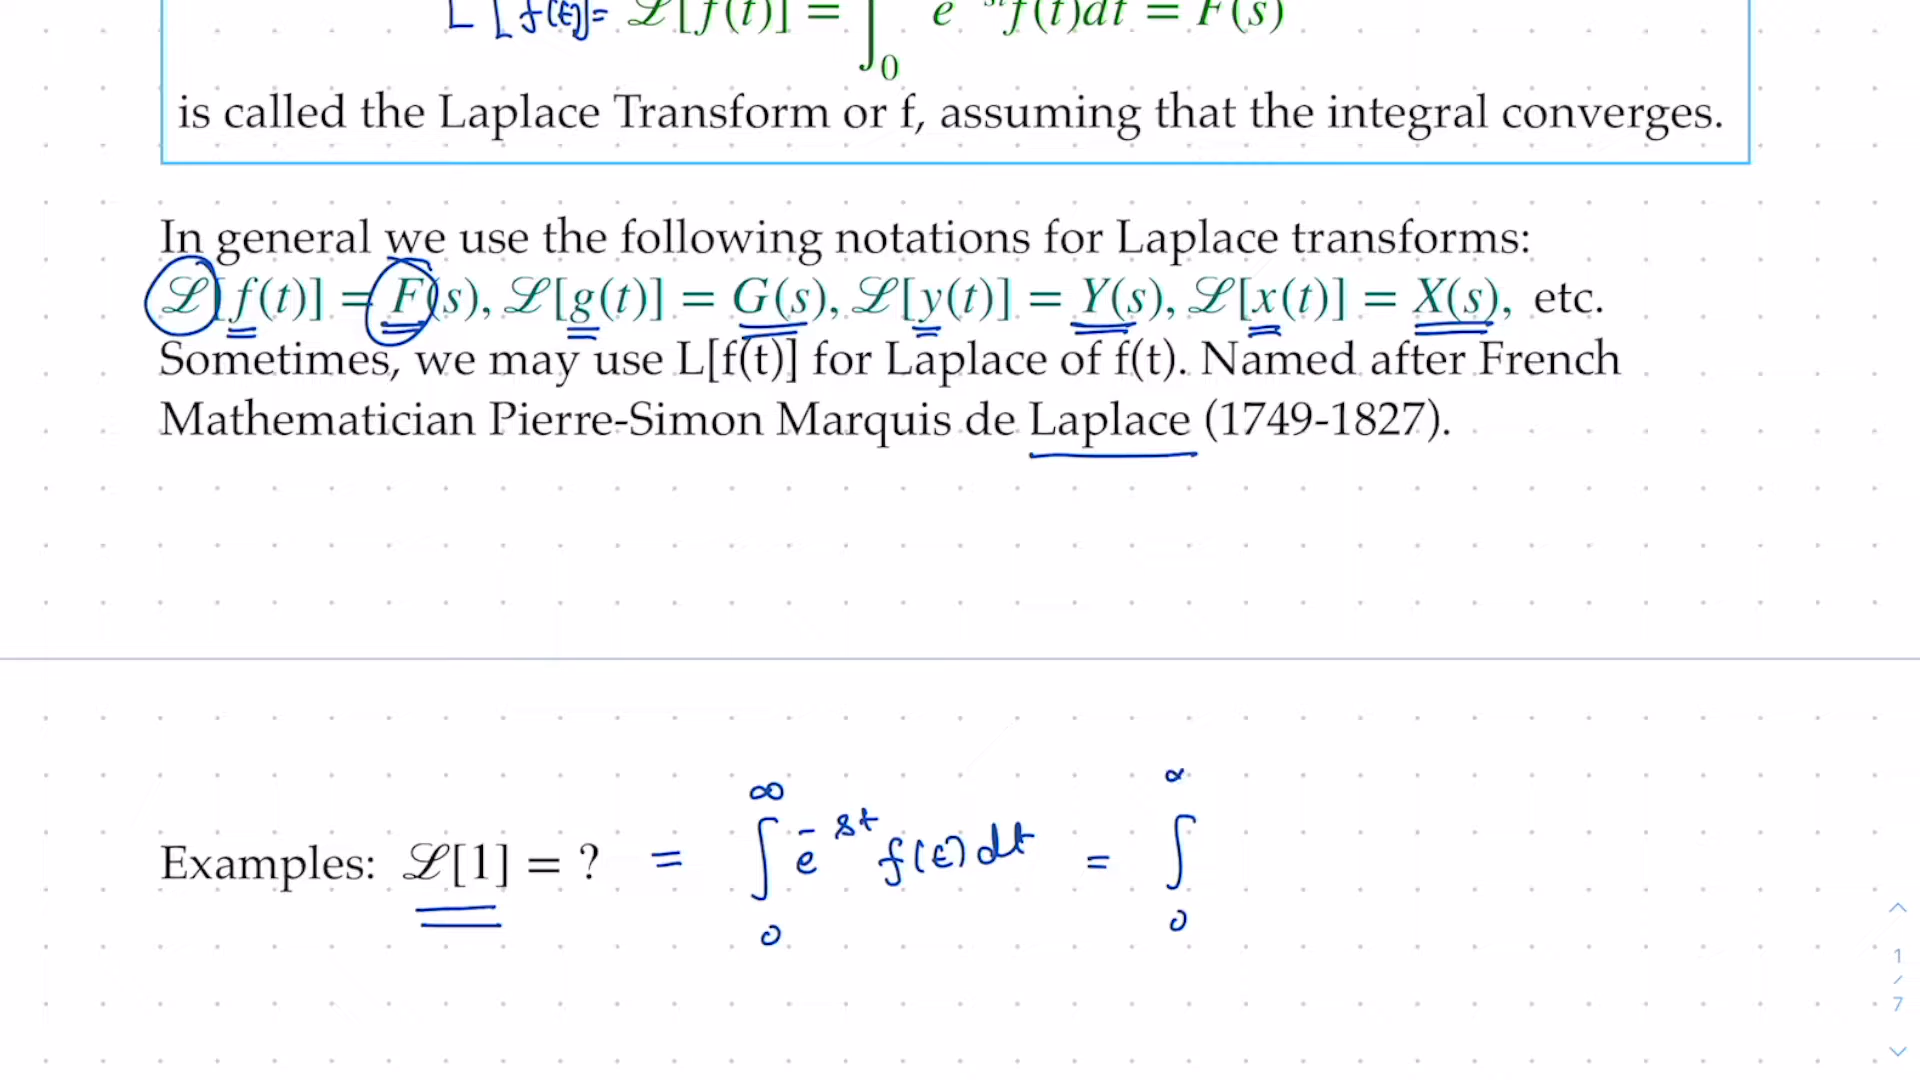 L[f(t)]= ℒ[f(t)] = ∫₀ e^{-st} f(t)dt = F(s)
is called the Laplace Transform or f, assuming that the integral converges.
In general we use the following notations for Laplace transforms:
ℒ[f(t)] = F(s), ℒ[g(t)] = G(s), ℒ[y(t)] = Y(s), ℒ[x(t)] = X(s), etc.
Sometimes, we may use L[f(t)] for Laplace of f(t). Named after French
Mathematician Pierre-Simon Marquis de Laplace (1749-1827).
Examples: ℒ[1] = ? = ∫₀^∞ e^{-st} f(t) dt = ∫₀^∞
1
/
7